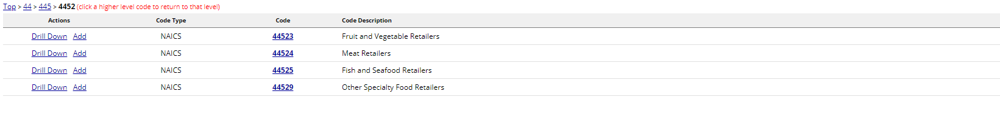 Top > 44 > 445 > 4452 (click a higher level code to return to that level)
Actions Code Type Code Code Description
Drill Down Add NAICS 44523 Fruit and Vegetable Retailers
Drill Down Add NAICS 44524 Meat Retailers
Drill Down Add NAICS 44525 Fish and Seafood Retailers
Drill Down Add NAICS 44529 Other Specialty Food Retailers